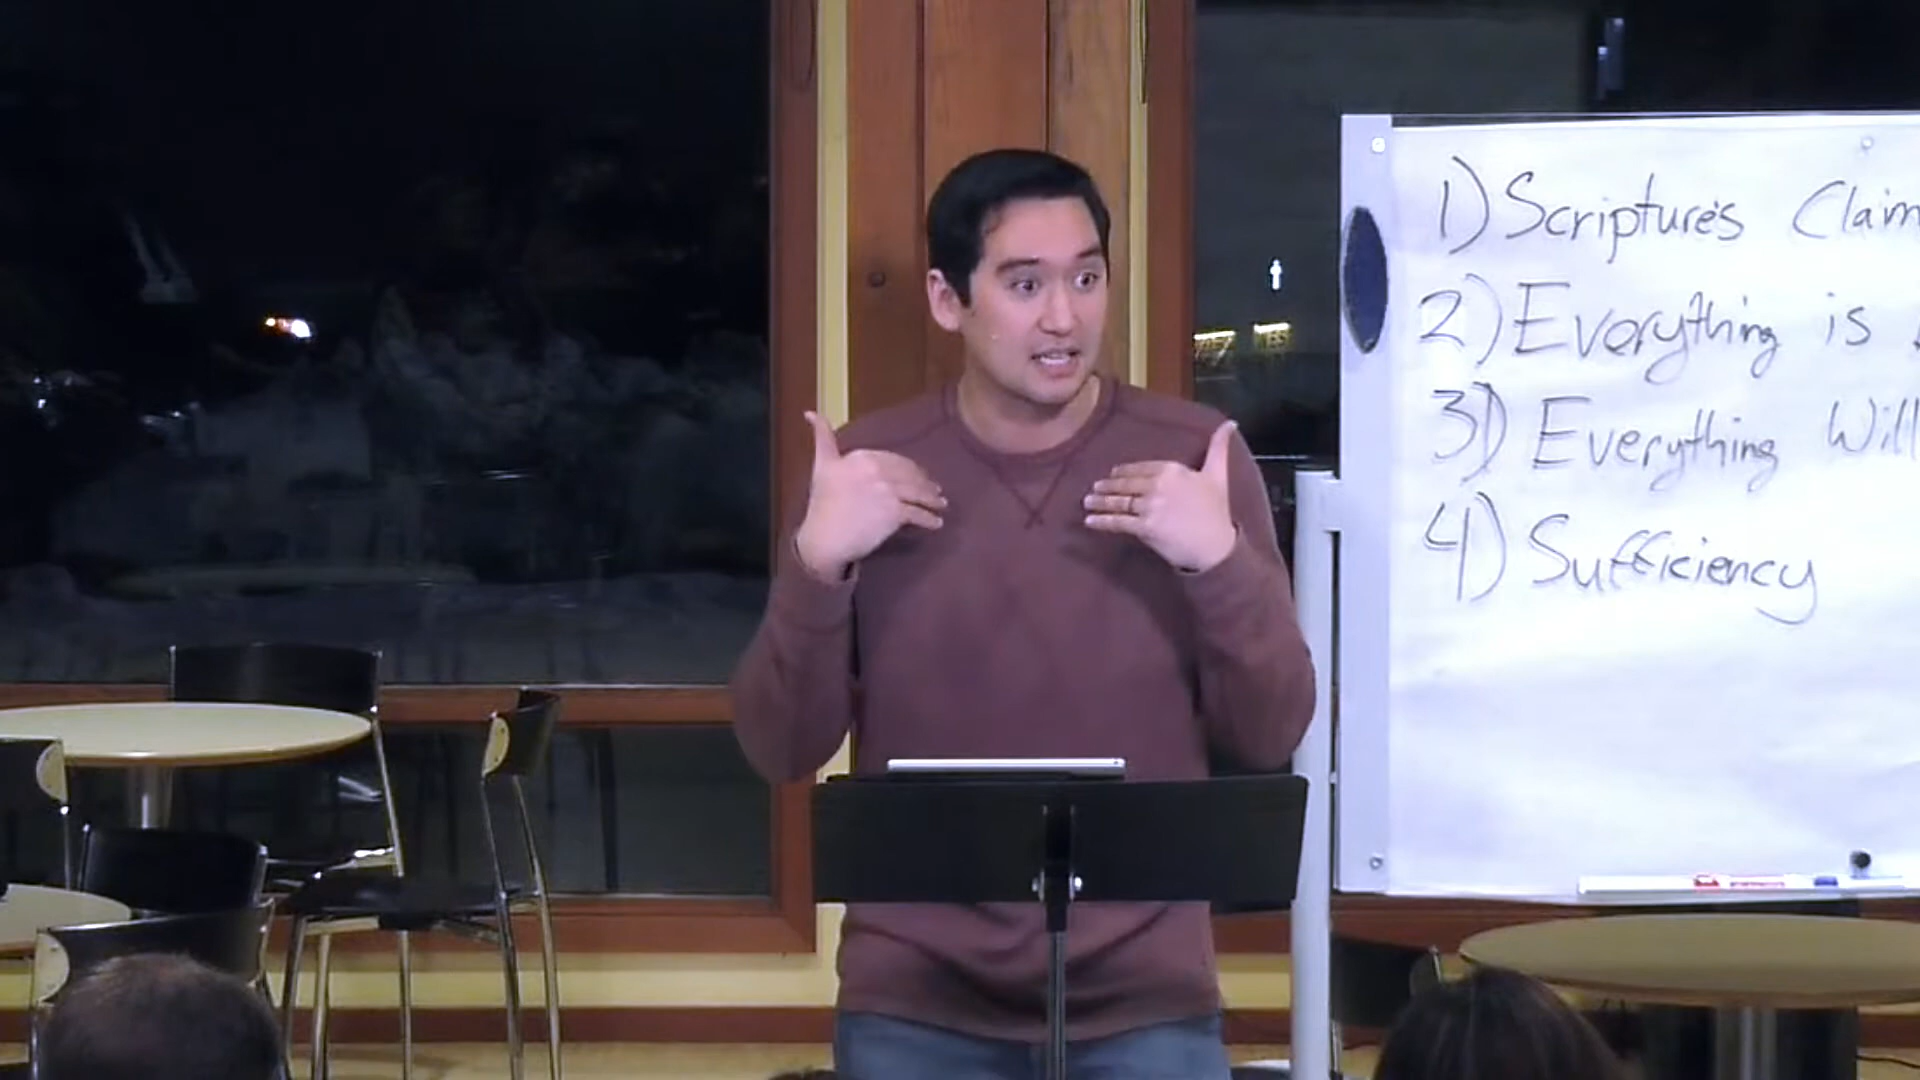 1) Scripture's Claim
2) Everything is
3) Everything Will
4) Sufficiency